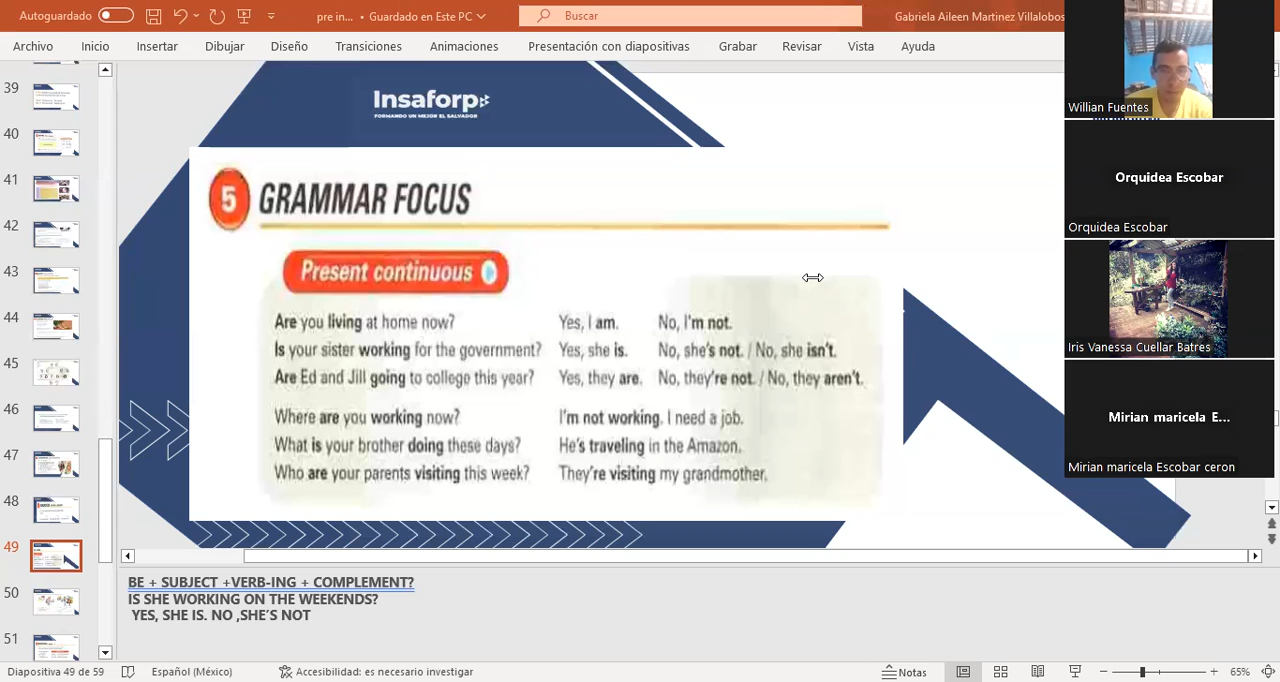 Autoguardado
pre in... • Guardado en Este PC
Buscar
Gabriela Aileen Martinez Villalobos
Archivo Inicio Insertar Dibujar Diseño Transiciones Animaciones Presentación con diapositivas Grabar Revisar Vista Ayuda
39
40
41
42
43
44
45
46
47
48
49
50
51
Insaforp
FORMANDO UN MEJOR EL SALVADOR
5 GRAMMAR FOCUS
Present continuous
Are you living at home now? Yes, I am. No, I'm not.
Is your sister working for the government? Yes, she is. No, she's not. / No, she isn't.
Are Ed and Jill going to college this year? Yes, they are. No, they're not. / No, they aren't.
Where are you working now? I'm not working. I need a job.
What is your brother doing these days? He's traveling in the Amazon.
Who are your parents visiting this week? They're visiting my grandmother.
Willian Fuentes
Orquidea Escobar
Orquidea Escobar
Iris Vanessa Cuellar Batres
Mirian maricela E...
Mirian maricela Escobar ceron
BE + SUBJECT +VERB-ING + COMPLEMENT?
IS SHE WORKING ON THE WEEKENDS?
YES, SHE IS. NO ,SHE'S NOT
Diapositiva 49 de 59 Español (México) Accesibilidad: es necesario investigar Notas 65%